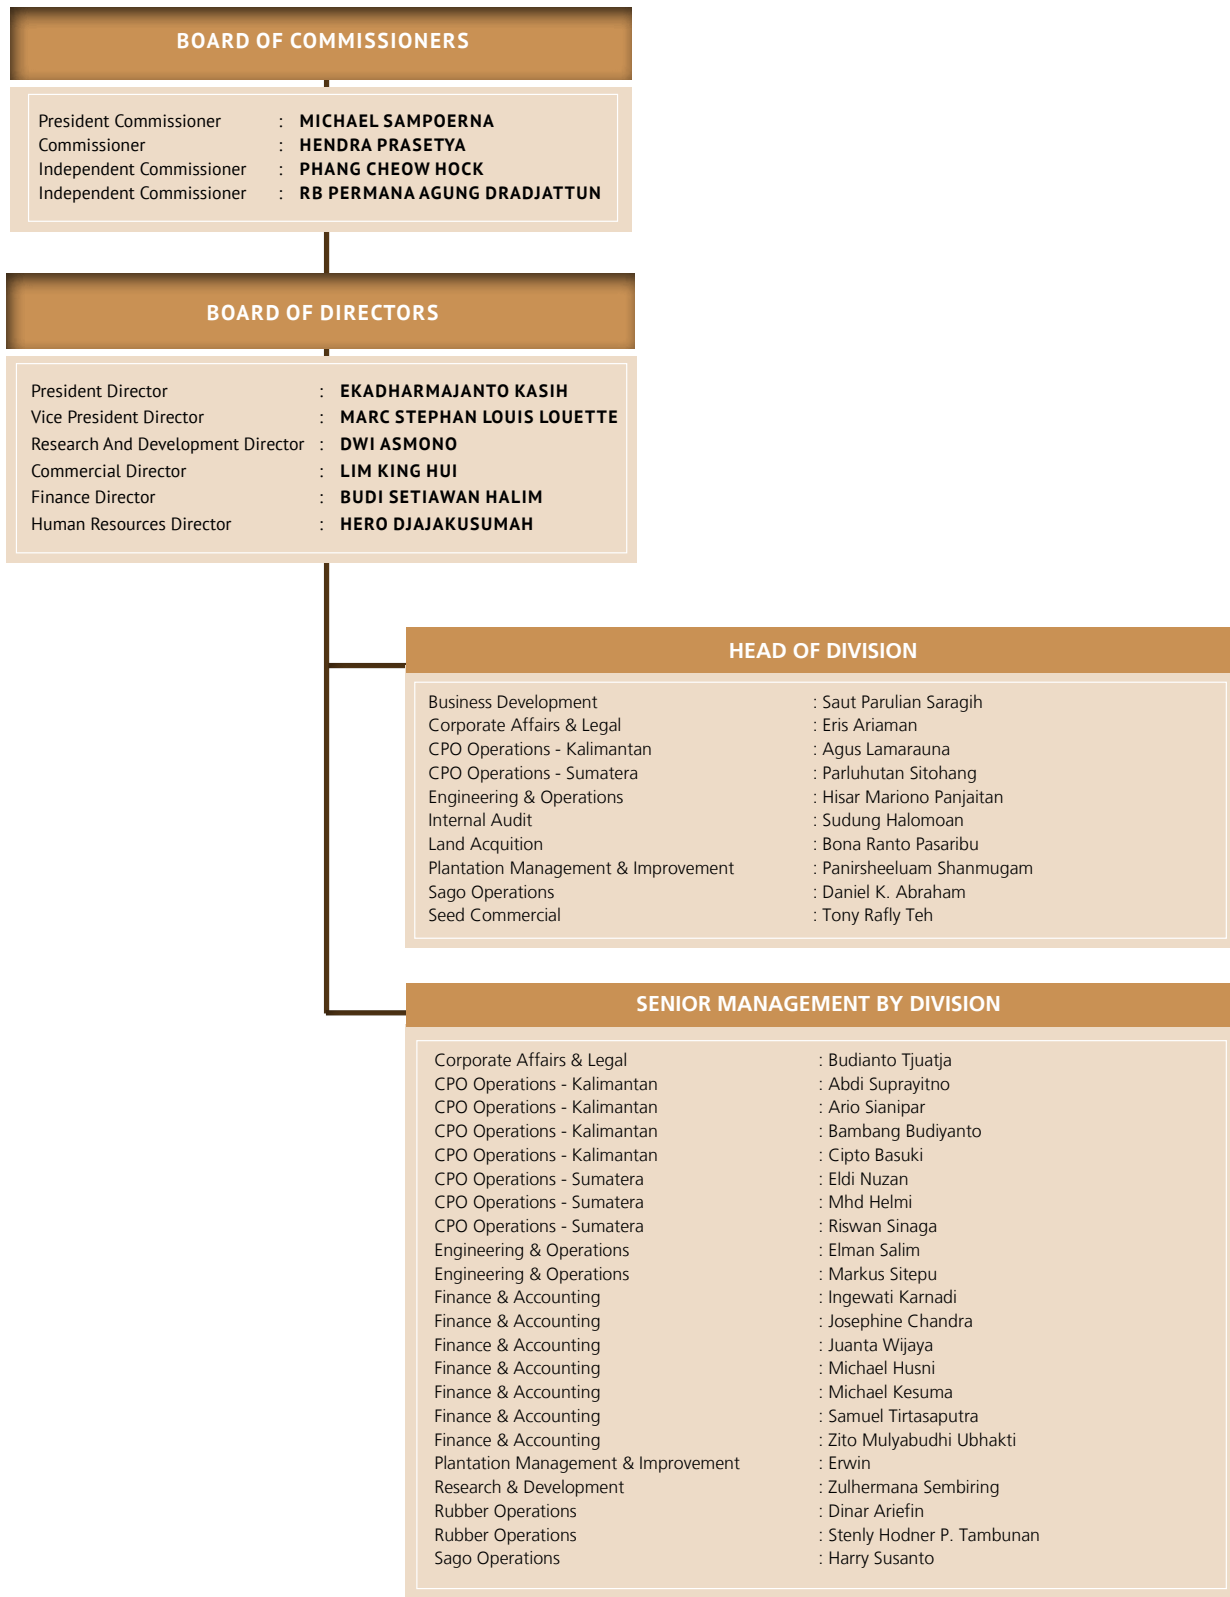 BOARD OF COMMISSIONERS
President Commissioner : MICHAEL SAMPOERNA
Commissioner : HENDRA PRASETYA
Independent Commissioner : PHANG CHEOW HOCK
Independent Commissioner : RB PERMANA AGUNG DRADJATTUN
BOARD OF DIRECTORS
President Director : EKADHARMAJANTO KASIH
Vice President Director : MARC STEPHAN LOUIS LOUETTE
Research And Development Director : DWI ASMONO
Commercial Director : LIM KING HUI
Finance Director : BUDI SETIAWAN HALIM
Human Resources Director : HERO DJAJAKUSUMAH
HEAD OF DIVISION
Business Development : Saut Parulian Saragih
Corporate Affairs & Legal : Eris Ariaman
CPO Operations - Kalimantan : Agus Lamarauna
CPO Operations - Sumatera : Parluhutan Sitohang
Engineering & Operations : Hisar Mariono Panjaitan
Internal Audit : Sudung Halomoan
Land Acquition : Bona Ranto Pasaribu
Plantation Management & Improvement : Panirsheeluam Shanmugam
Sago Operations : Daniel K. Abraham
Seed Commercial : Tony Rafly Teh
SENIOR MANAGEMENT BY DIVISION
Corporate Affairs & Legal : Budianto Tjuatja
CPO Operations - Kalimantan : Abdi Suprayitno
CPO Operations - Kalimantan : Ario Sianipar
CPO Operations - Kalimantan : Bambang Budiyanto
CPO Operations - Kalimantan : Cipto Basuki
CPO Operations - Sumatera : Eldi Nuzan
CPO Operations - Sumatera : Mhd Helmi
CPO Operations - Sumatera : Riswan Sinaga
Engineering & Operations : Elman Salim
Engineering & Operations : Markus Sitepu
Finance & Accounting : Ingewati Karnadi
Finance & Accounting : Josephine Chandra
Finance & Accounting : Juanta Wijaya
Finance & Accounting : Michael Husni
Finance & Accounting : Michael Kesuma
Finance & Accounting : Samuel Tirtasaputra
Finance & Accounting : Zito Mulyabudhi Ubhakti
Plantation Management & Improvement : Erwin
Research & Development : Zulhermana Sembiring
Rubber Operations : Dinar Ariefin
Rubber Operations : Stenly Hodner P. Tambunan
Sago Operations : Harry Susanto